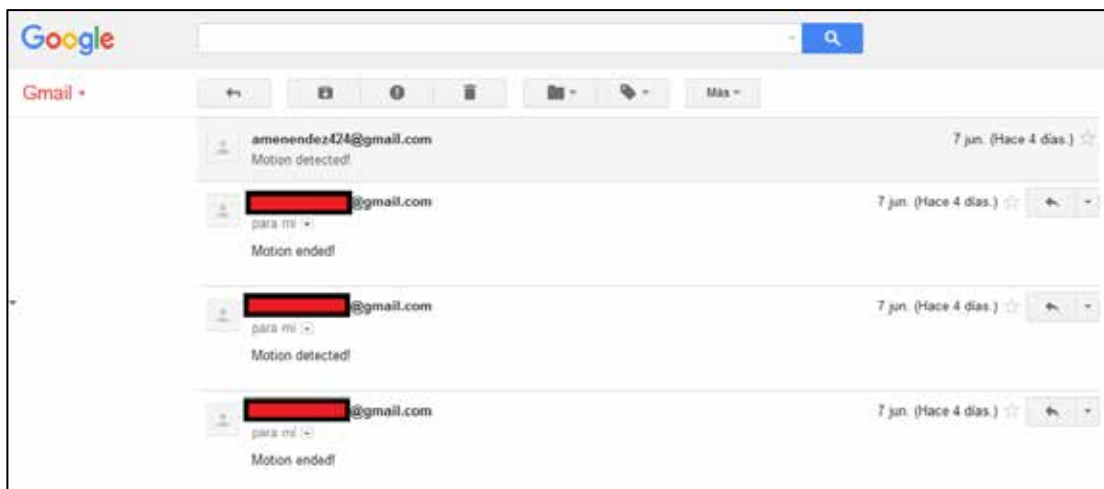 Google
Gmail
Más
amenendez424@gmail.com 7 jun. (Hace 4 días.)
Motion detected!
@gmail.com 7 jun. (Hace 4 días.)
para mí
Motion ended!
@gmail.com 7 jun. (Hace 4 días.)
para mí
Motion detected!
@gmail.com 7 jun. (Hace 4 días.)
para mí
Motion ended!